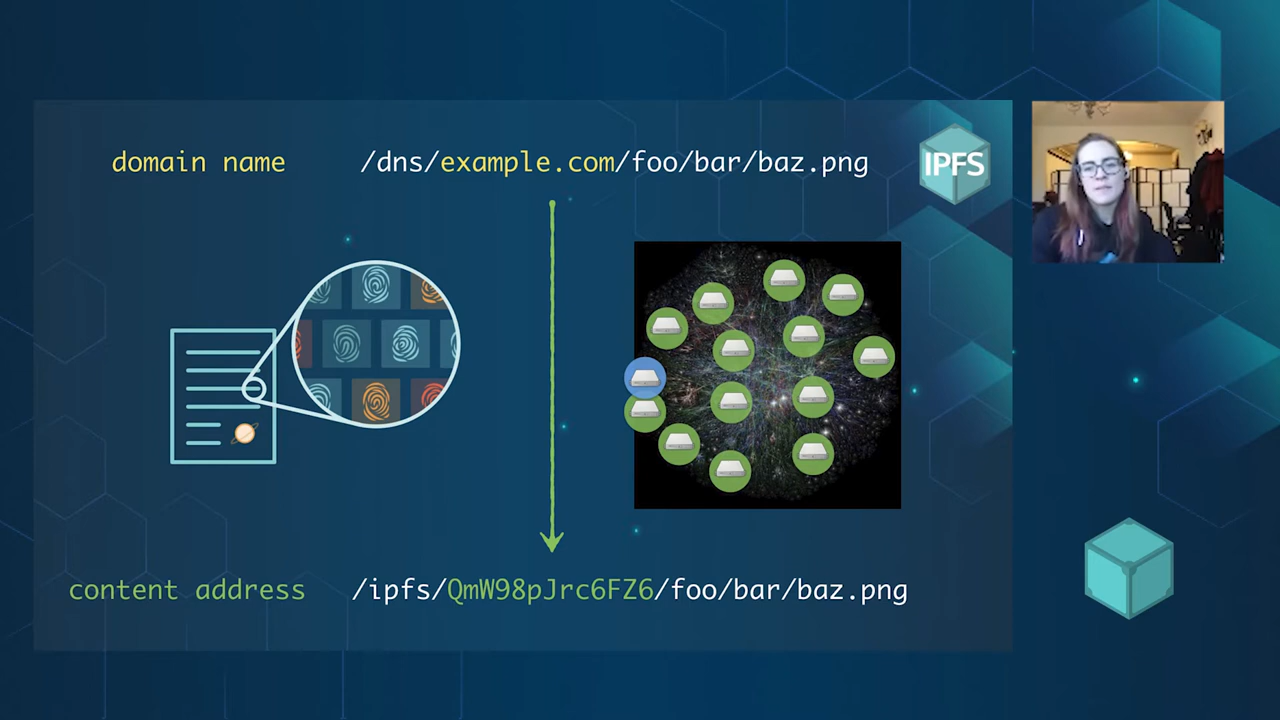 domain name /dns/example.com/foo/bar/baz.png
IPFS
content address /ipfs/QmW98pJrc6FZ6/foo/bar/baz.png